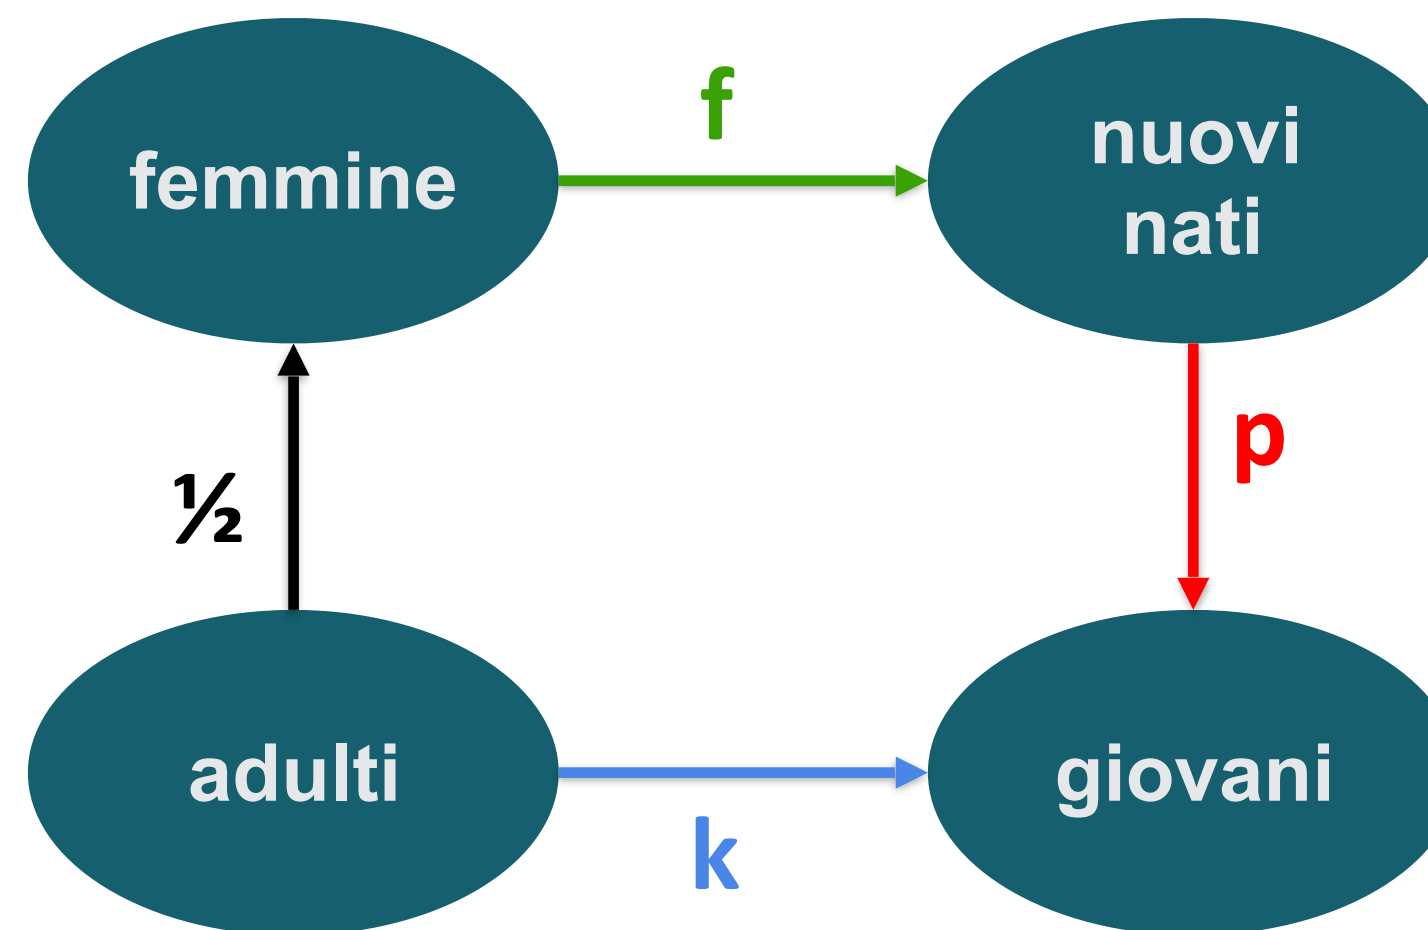 f
femmine
nuovi
nati
½
p
adulti
giovani
k